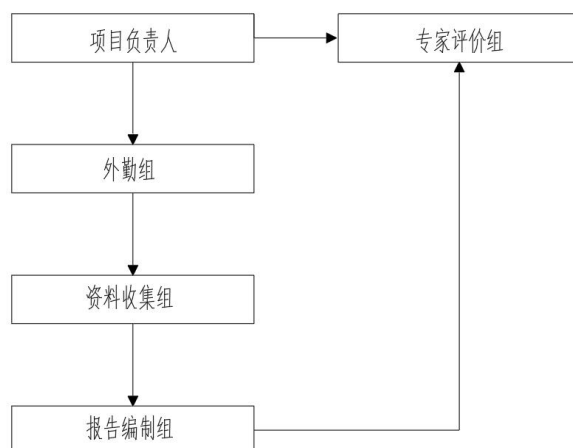 项目负责人
专家评价组
外勤组
资料收集组
报告编制组